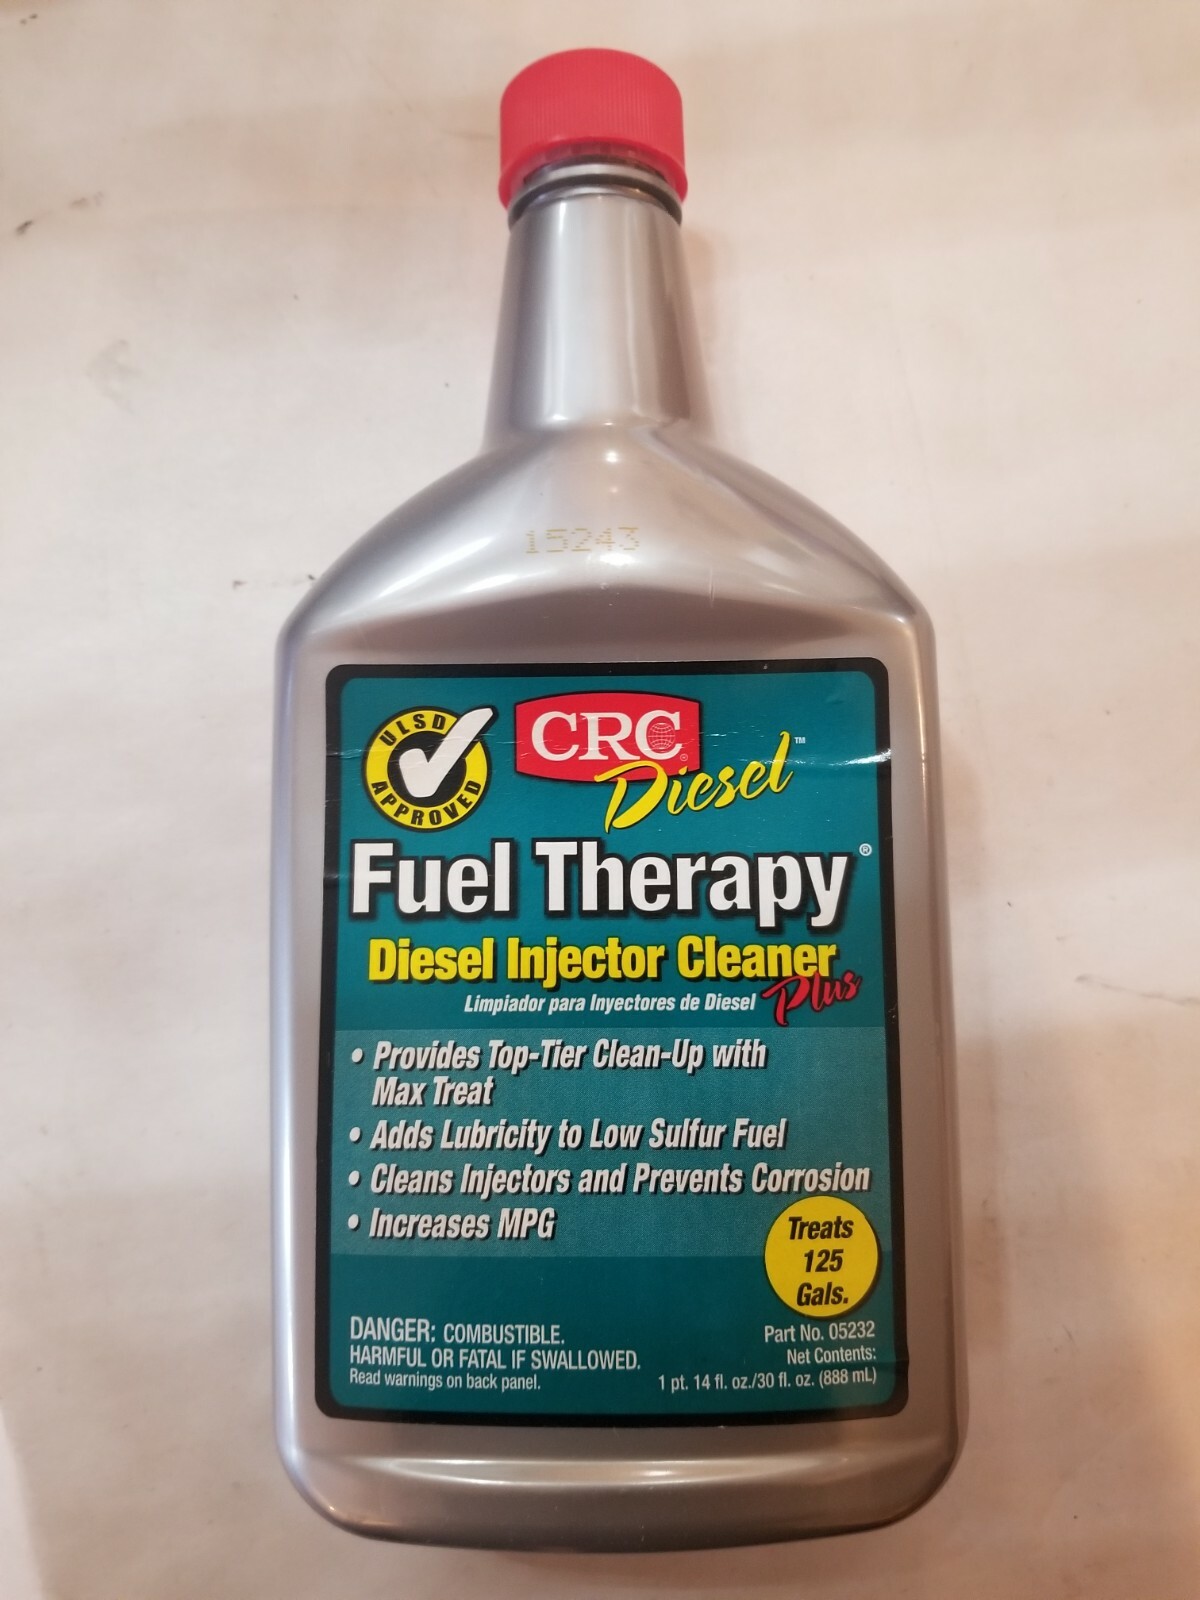 15243
ULSD
APPROVED
CRC®
Diesel™
Fuel Therapy®
Diesel Injector Cleaner
Plus
Limpiador para Inyectores de Diesel
• Provides Top-Tier Clean-Up with
Max Treat
• Adds Lubricity to Low Sulfur Fuel
• Cleans Injectors and Prevents Corrosion
• Increases MPG
Treats
125
Gals.
DANGER: COMBUSTIBLE.
HARMFUL OR FATAL IF SWALLOWED.
Read warnings on back panel.
Part No. 05232
Net Contents:
1 pt. 14 fl. oz./30 fl. oz. (888 mL)